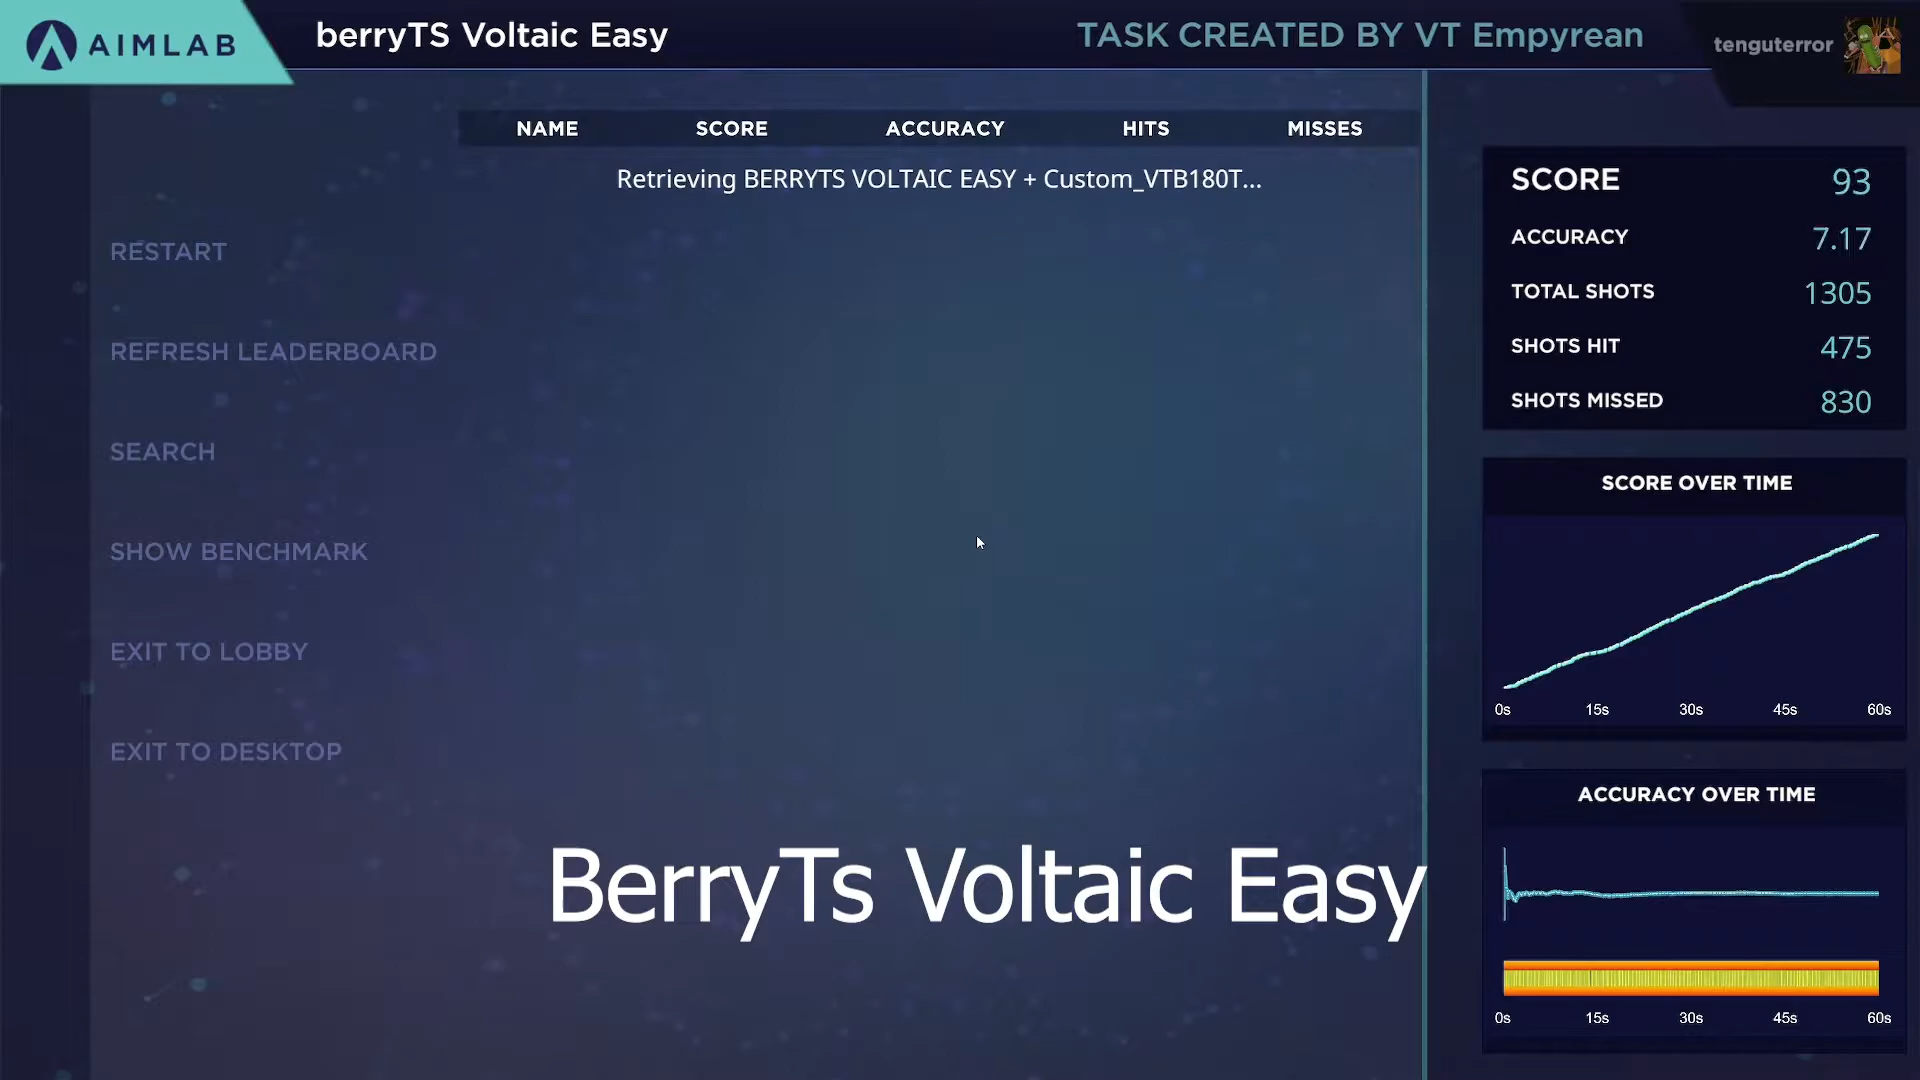 AIMLAB
berryTS Voltaic Easy
TASK CREATED BY VT Empyrean
tenguterror
NAME SCORE ACCURACY HITS MISSES
Retrieving BERRYTS VOLTAIC EASY + Custom_VTB180T...
RESTART
REFRESH LEADERBOARD
SEARCH
SHOW BENCHMARK
EXIT TO LOBBY
EXIT TO DESKTOP
SCORE 93
ACCURACY 7.17
TOTAL SHOTS 1305
SHOTS HIT 475
SHOTS MISSED 830
SCORE OVER TIME
0s 15s 30s 45s 60s
ACCURACY OVER TIME
0s 15s 30s 45s 60s
BerryTs Voltaic Easy